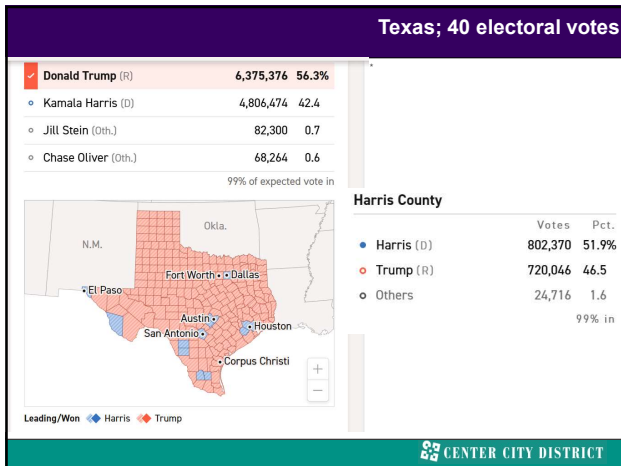 Texas; 40 electoral votes
Donald Trump (R) 6,375,376 56.3%
Kamala Harris (D) 4,806,474 42.4
Jill Stein (Oth.) 82,300 0.7
Chase Oliver (Oth.) 68,264 0.6
99% of expected vote in
Okla.
N.M.
Fort Worth Dallas
El Paso
Austin
Houston
San Antonio
Corpus Christi
+
−
Leading/Won Harris Trump
Harris County
Votes Pct.
Harris (D) 802,370 51.9%
Trump (R) 720,046 46.5
Others 24,716 1.6
99% in
CENTER CITY DISTRICT